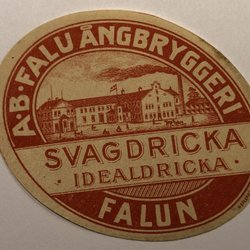 A·B·FALU ÅNGBRYGGERI
SVAGDRICKA
· IDEALDRICKA ·
FALUN